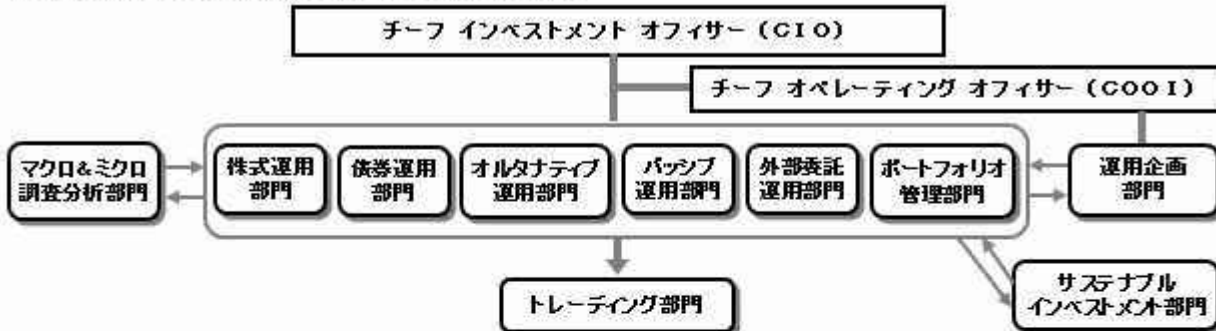 チーフ インベストメント オフィサー (CIO)
チーフ オペレーティング オフィサー (COOI)
マクロ&ミクロ
調査分析部門
株式運用
部門
債券運用
部門
オルタナティブ
運用部門
パッシブ
運用部門
外部委託
運用部門
ポートフォリオ
管理部門
運用企画
部門
トレーディング部門
サステナブル
インベストメント部門